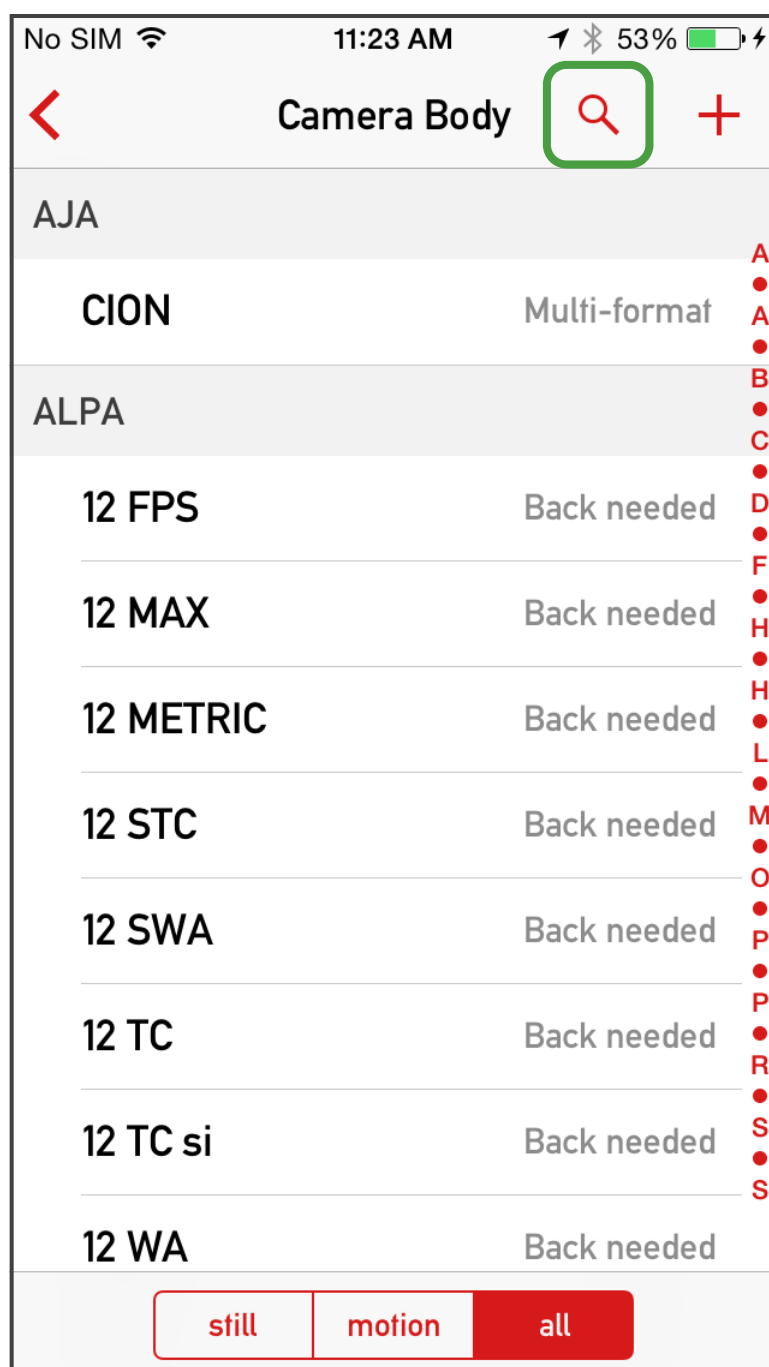 No SIM 11:23 AM 53%
Camera Body
AJA
CION Multi-format
ALPA
12 FPS Back needed
12 MAX Back needed
12 METRIC Back needed
12 STC Back needed
12 SWA Back needed
12 TC Back needed
12 TC si Back needed
12 WA Back needed
A
A
B
C
D
F
H
H
L
M
O
P
P
R
S
S
still motion all